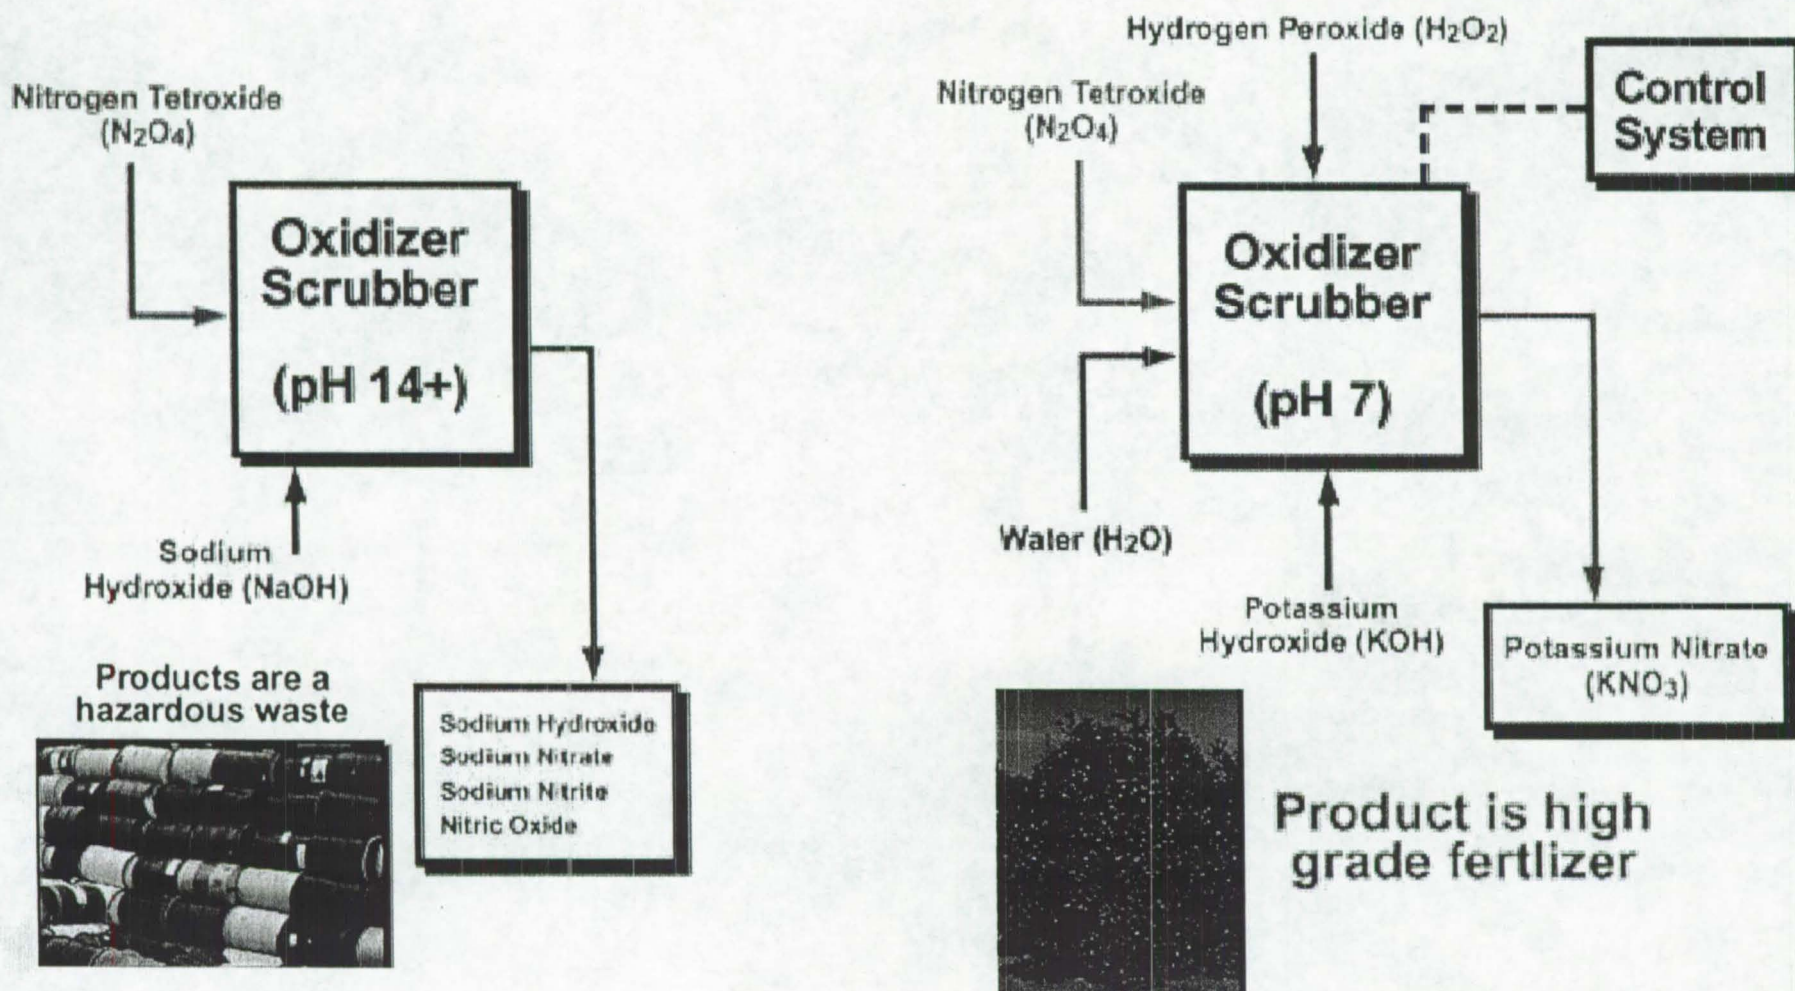 Nitrogen Tetroxide
(N₂O₄)
Oxidizer
Scrubber
(pH 14+)
Sodium
Hydroxide (NaOH)
Products are a
hazardous waste
Sodium Hydroxide
Sodium Nitrate
Sodium Nitrite
Nitric Oxide
Hydrogen Peroxide (H₂O₂)
Nitrogen Tetroxide
(N₂O₄)
Control
System
Oxidizer
Scrubber
(pH 7)
Water (H₂O)
Potassium
Hydroxide (KOH)
Potassium Nitrate
(KNO₃)
Product is high
grade fertlizer